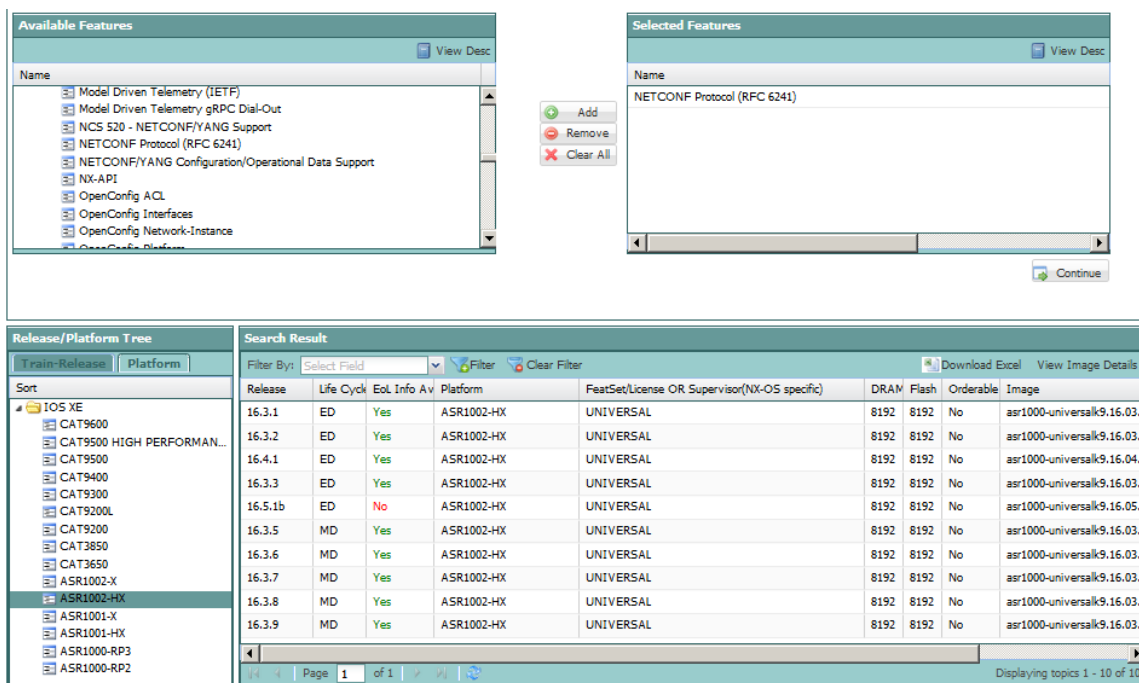 Available Features
View Desc
Name
Model Driven Telemetry (IETF)
Model Driven Telemetry gRPC Dial-Out
NCS 520 - NETCONF/YANG Support
NETCONF Protocol (RFC 6241)
NETCONF/YANG Configuration/Operational Data Support
NX-API
OpenConfig ACL
OpenConfig Interfaces
OpenConfig Network-Instance
OpenConfig Platform
Add
Remove
Clear All
Selected Features
View Desc
Name
NETCONF Protocol (RFC 6241)
Continue
Release/Platform Tree
Train-Release Platform
Sort
IOS XE
CAT9600
CAT9500 HIGH PERFORMAN...
CAT9500
CAT9400
CAT9300
CAT9200L
CAT9200
CAT3850
CAT3650
ASR1002-X
ASR1002-HX
ASR1001-X
ASR1001-HX
ASR1000-RP3
ASR1000-RP2
Search Result
Filter By: Select Field Filter Clear Filter Download Excel View Image Details
Release Life Cycle EoL Info Av Platform FeatSet/License OR Supervisor(NX-OS specific) DRAM Flash Orderable Image
16.3.1 ED Yes ASR1002-HX UNIVERSAL 8192 8192 No asr1000-universalk9.16.03.
16.3.2 ED Yes ASR1002-HX UNIVERSAL 8192 8192 No asr1000-universalk9.16.03.
16.4.1 ED Yes ASR1002-HX UNIVERSAL 8192 8192 No asr1000-universalk9.16.04.
16.3.3 ED Yes ASR1002-HX UNIVERSAL 8192 8192 No asr1000-universalk9.16.03.
16.5.1b ED No ASR1002-HX UNIVERSAL 8192 8192 No asr1000-universalk9.16.05.
16.3.5 MD Yes ASR1002-HX UNIVERSAL 8192 8192 No asr1000-universalk9.16.03.
16.3.6 MD Yes ASR1002-HX UNIVERSAL 8192 8192 No asr1000-universalk9.16.03.
16.3.7 MD Yes ASR1002-HX UNIVERSAL 8192 8192 No asr1000-universalk9.16.03.
16.3.8 MD Yes ASR1002-HX UNIVERSAL 8192 8192 No asr1000-universalk9.16.03.
16.3.9 MD Yes ASR1002-HX UNIVERSAL 8192 8192 No asr1000-universalk9.16.03.
Page 1 of 1 Displaying topics 1 - 10 of 10